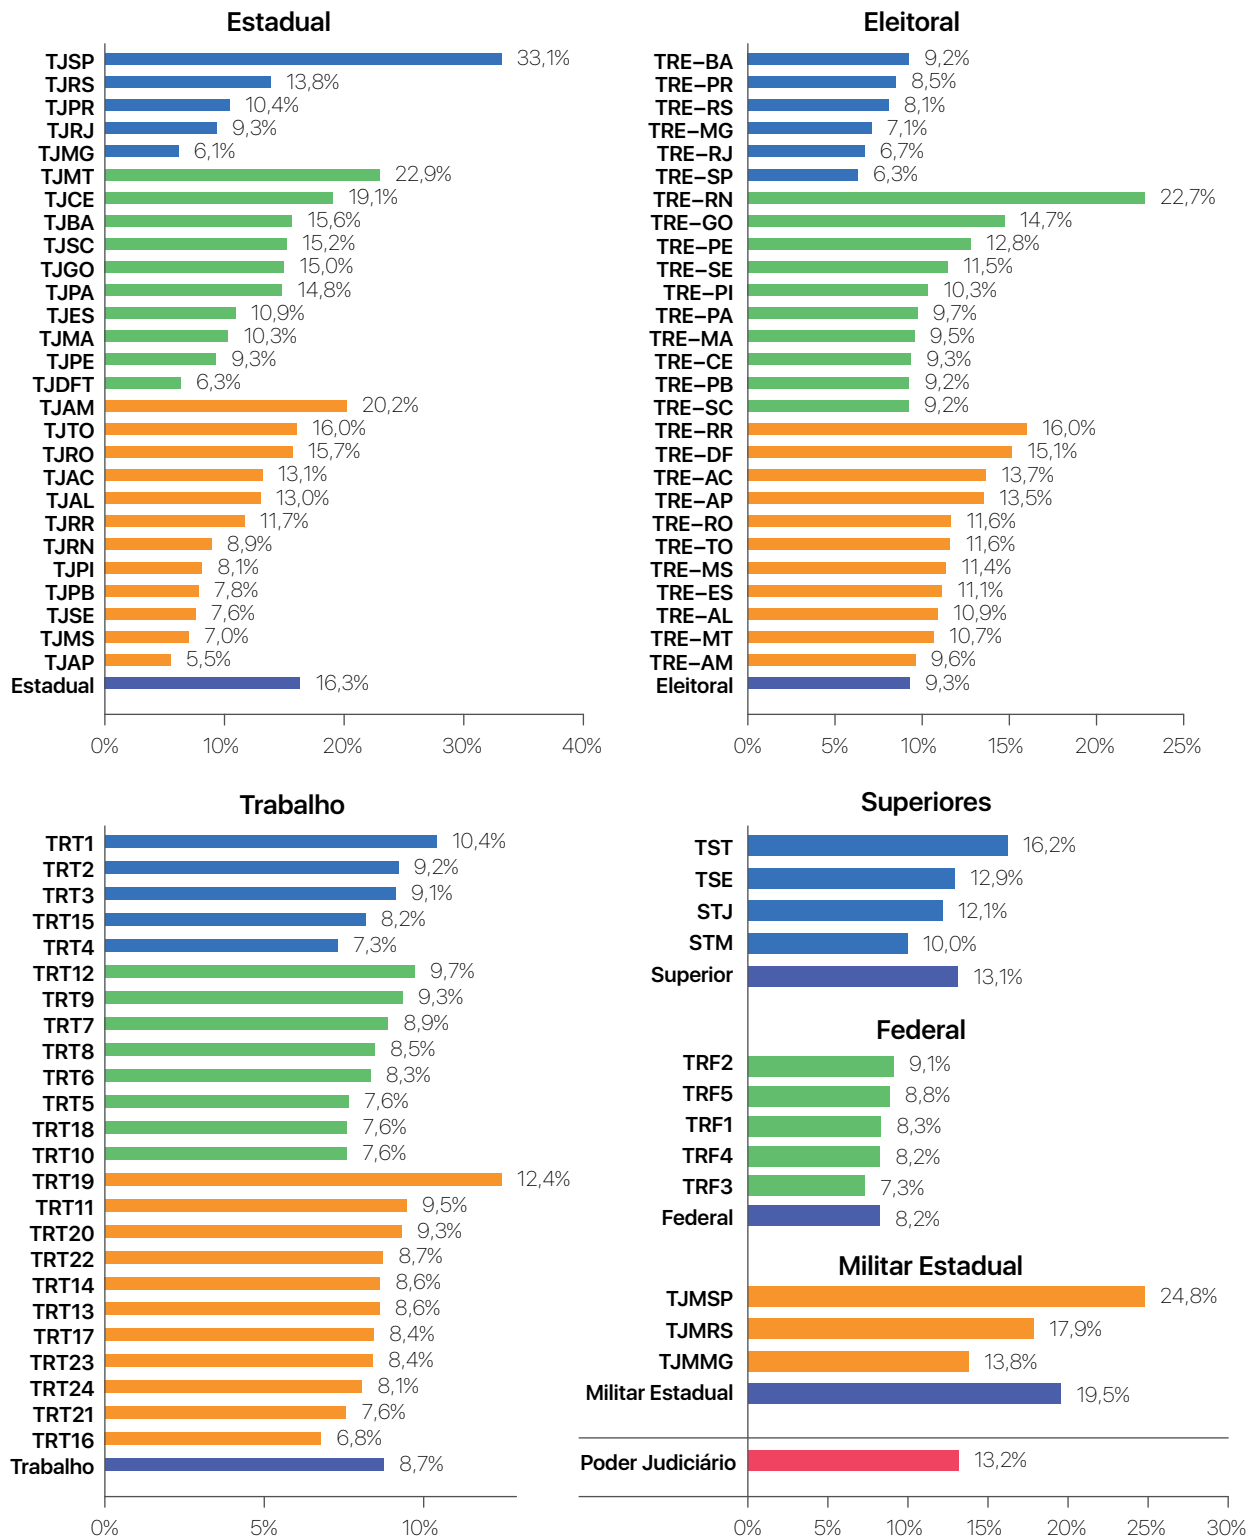 Estadual
TJSP 33,1%
TJRS 13,8%
TJPR 10,4%
TJRJ 9,3%
TJMG 6,1%
TJMT 22,9%
TJCE 19,1%
TJBA 15,6%
TJSC 15,2%
TJGO 15,0%
TJPA 14,8%
TJES 10,9%
TJMA 10,3%
TJPE 9,3%
TJDFT 6,3%
TJAM 20,2%
TJTO 16,0%
TJRO 15,7%
TJAC 13,1%
TJAL 13,0%
TJRR 11,7%
TJRN 8,9%
TJPI 8,1%
TJPB 7,8%
TJSE 7,6%
TJMS 7,0%
TJAP 5,5%
Estadual 16,3%
0% 10% 20% 30% 40%
Eleitoral
TRE–BA 9,2%
TRE–PR 8,5%
TRE–RS 8,1%
TRE–MG 7,1%
TRE–RJ 6,7%
TRE–SP 6,3%
TRE–RN 22,7%
TRE–GO 14,7%
TRE–PE 12,8%
TRE–SE 11,5%
TRE–PI 10,3%
TRE–PA 9,7%
TRE–MA 9,5%
TRE–CE 9,3%
TRE–PB 9,2%
TRE–SC 9,2%
TRE–RR 16,0%
TRE–DF 15,1%
TRE–AC 13,7%
TRE–AP 13,5%
TRE–RO 11,6%
TRE–TO 11,6%
TRE–MS 11,4%
TRE–ES 11,1%
TRE–AL 10,9%
TRE–MT 10,7%
TRE–AM 9,6%
Eleitoral 9,3%
0% 5% 10% 15% 20% 25%
Trabalho
TRT1 10,4%
TRT2 9,2%
TRT3 9,1%
TRT15 8,2%
TRT4 7,3%
TRT12 9,7%
TRT9 9,3%
TRT7 8,9%
TRT8 8,5%
TRT6 8,3%
TRT5 7,6%
TRT18 7,6%
TRT10 7,6%
TRT19 12,4%
TRT11 9,5%
TRT20 9,3%
TRT22 8,7%
TRT14 8,6%
TRT13 8,6%
TRT17 8,4%
TRT23 8,4%
TRT24 8,1%
TRT21 7,6%
TRT16 6,8%
Trabalho 8,7%
0% 5% 10%
Superiores
TST 16,2%
TSE 12,9%
STJ 12,1%
STM 10,0%
Superior 13,1%
Federal
TRF2 9,1%
TRF5 8,8%
TRF1 8,3%
TRF4 8,2%
TRF3 7,3%
Federal 8,2%
Militar Estadual
TJMSP 24,8%
TJMRS 17,9%
TJMMG 13,8%
Militar Estadual 19,5%
Poder Judiciário 13,2%
0% 5% 10% 15% 20% 25% 30%